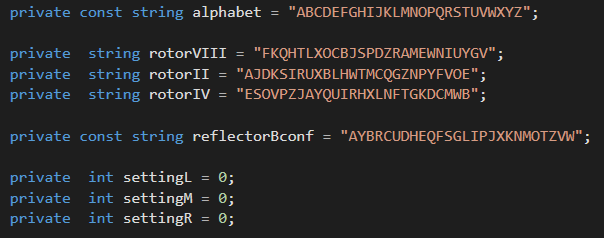 private const string alphabet = "ABCDEFGHIJKLMNOPQRSTUVWXYZ";
private  string rotorVIII = "FKQHTLXOCBJSPDZRAMEWNIUYGV";
private  string rotorII = "AJDKSIRUXBLHWTMCQGZNPYFVOE";
private  string rotorIV = "ESOVPZJAYQUIRHXLNFTGKDCMWB";
private const string reflectorBconf = "AYBRCUDHEQFSGLIPJXKNMOTZVW";
private  int settingL = 0;
private  int settingM = 0;
private  int settingR = 0;